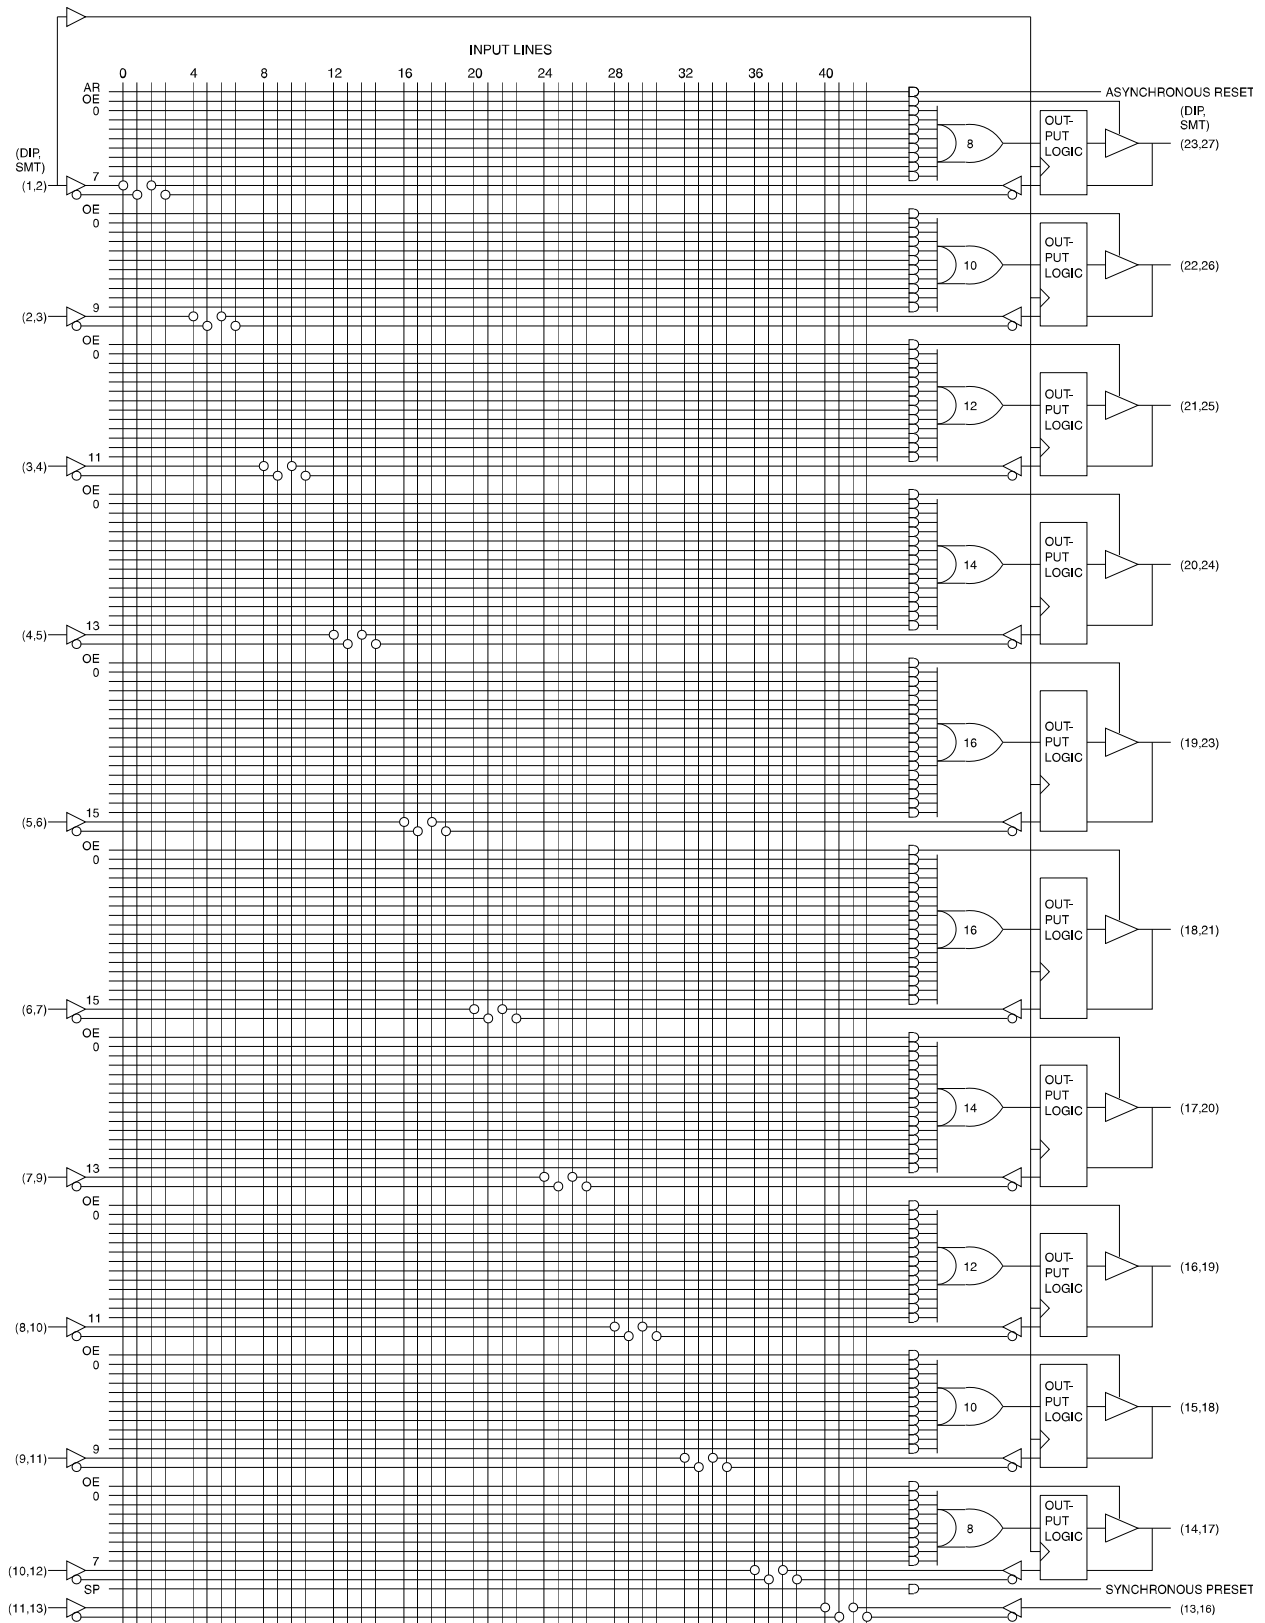 INPUT LINES
0 4 8 12 16 20 24 28 32 36 40
AR
ASYNCHRONOUS RESET
OE
0
(DIP,
SMT)
OUT-
PUT
LOGIC
8
(23,27)
(DIP,
SMT)
7
(1,2)
OE
0
OUT-
PUT
LOGIC
10
(22,26)
9
(2,3)
OE
0
OUT-
PUT
LOGIC
12
(21,25)
11
(3,4)
OE
0
OUT-
PUT
LOGIC
14
(20,24)
13
(4,5)
OE
0
OUT-
PUT
LOGIC
16
(19,23)
15
(5,6)
OE
0
OUT-
PUT
LOGIC
16
(18,21)
15
(6,7)
OE
0
OUT-
PUT
LOGIC
14
(17,20)
13
(7,9)
OE
0
OUT-
PUT
LOGIC
12
(16,19)
11
(8,10)
OE
0
OUT-
PUT
LOGIC
10
(15,18)
9
(9,11)
OE
0
OUT-
PUT
LOGIC
8
(14,17)
7
(10,12)
SP
SYNCHRONOUS PRESET
(11,13)
(13,16)